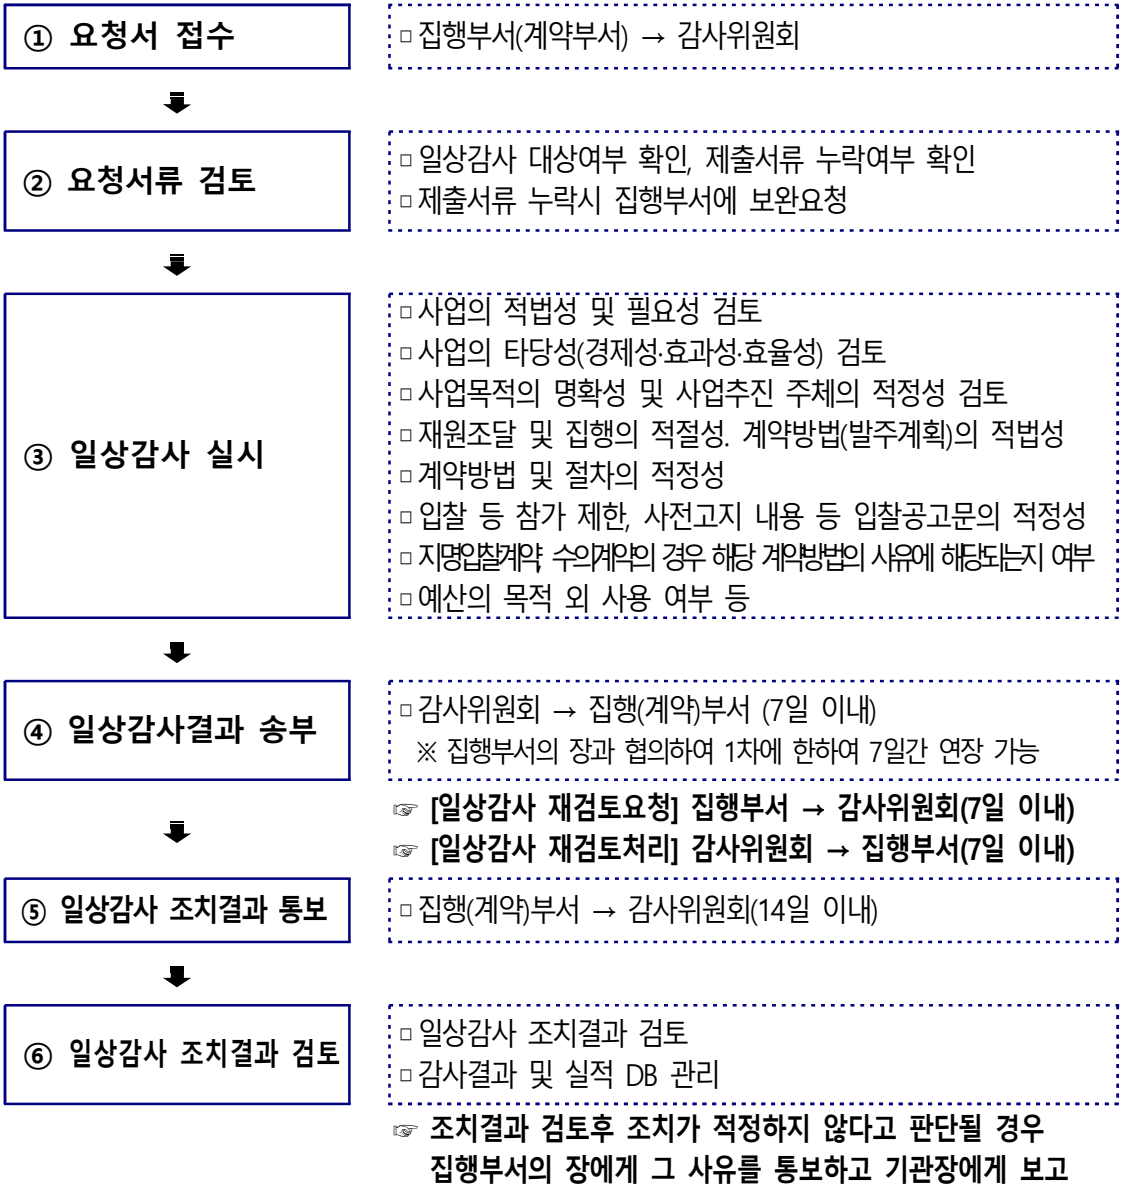 ① 요청서 접수
□ 집행부서(계약부서) → 감사위원회
② 요청서류 검토
□ 일상감사 대상여부 확인, 제출서류 누락여부 확인
□ 제출서류 누락시 집행부서에 보완요청
③ 일상감사 실시
□ 사업의 적법성 및 필요성 검토
□ 사업의 타당성(경제성·효과성·효율성) 검토
□ 사업목적의 명확성 및 사업추진 주체의 적정성 검토
□ 재원조달 및 집행의 적절성. 계약방법(발주계획)의 적법성
□ 계약방법 및 절차의 적정성
□ 입찰 등 참가 제한, 사전고지 내용 등 입찰공고문의 적정성
□ 지명입찰계약, 수의계약의 경우 해당 계약방법의 사유에 해당되는지 여부
□ 예산의 목적 외 사용 여부 등
④ 일상감사결과 송부
□ 감사위원회 → 집행(계약)부서 (7일 이내)
※ 집행부서의 장과 협의하여 1차에 한하여 7일간 연장 가능
☞ [일상감사 재검토요청] 집행부서 → 감사위원회(7일 이내)
☞ [일상감사 재검토처리] 감사위원회 → 집행부서(7일 이내)
⑤ 일상감사 조치결과 통보
□ 집행(계약)부서 → 감사위원회(14일 이내)
⑥ 일상감사 조치결과 검토
□ 일상감사 조치결과 검토
□ 감사결과 및 실적 DB 관리
☞ 조치결과 검토후 조치가 적정하지 않다고 판단될 경우
집행부서의 장에게 그 사유를 통보하고 기관장에게 보고